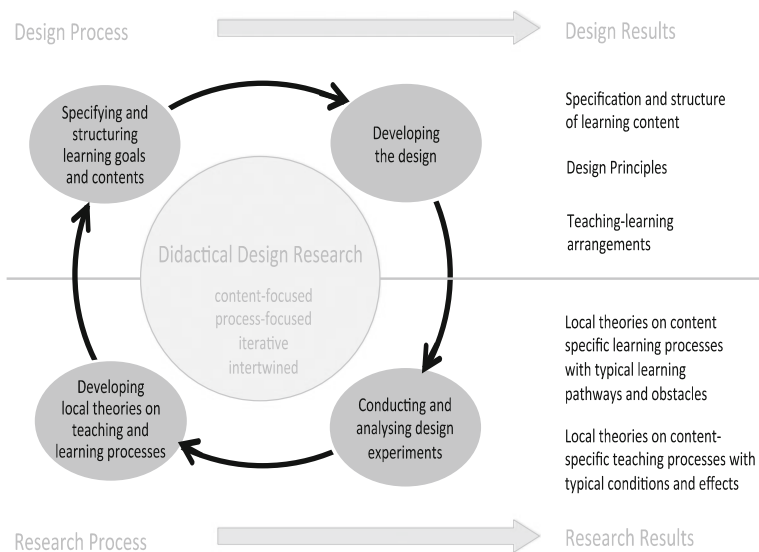 Design Process
Design Results
Specifying and
structuring
learning goals
and contents
Developing
the design
Specification and structure
of learning content
Design Principles
Teaching-learning
arrangements
Didactical Design Research
content-focused
process-focused
iterative
intertwined
Developing
local theories on
teaching and
learning processes
Conducting and
analysing design
experiments
Local theories on content
specific learning processes
with typical learning
pathways and obstacles
Local theories on content-
specific teaching processes with
typical conditions and effects
Research Process
Research Results